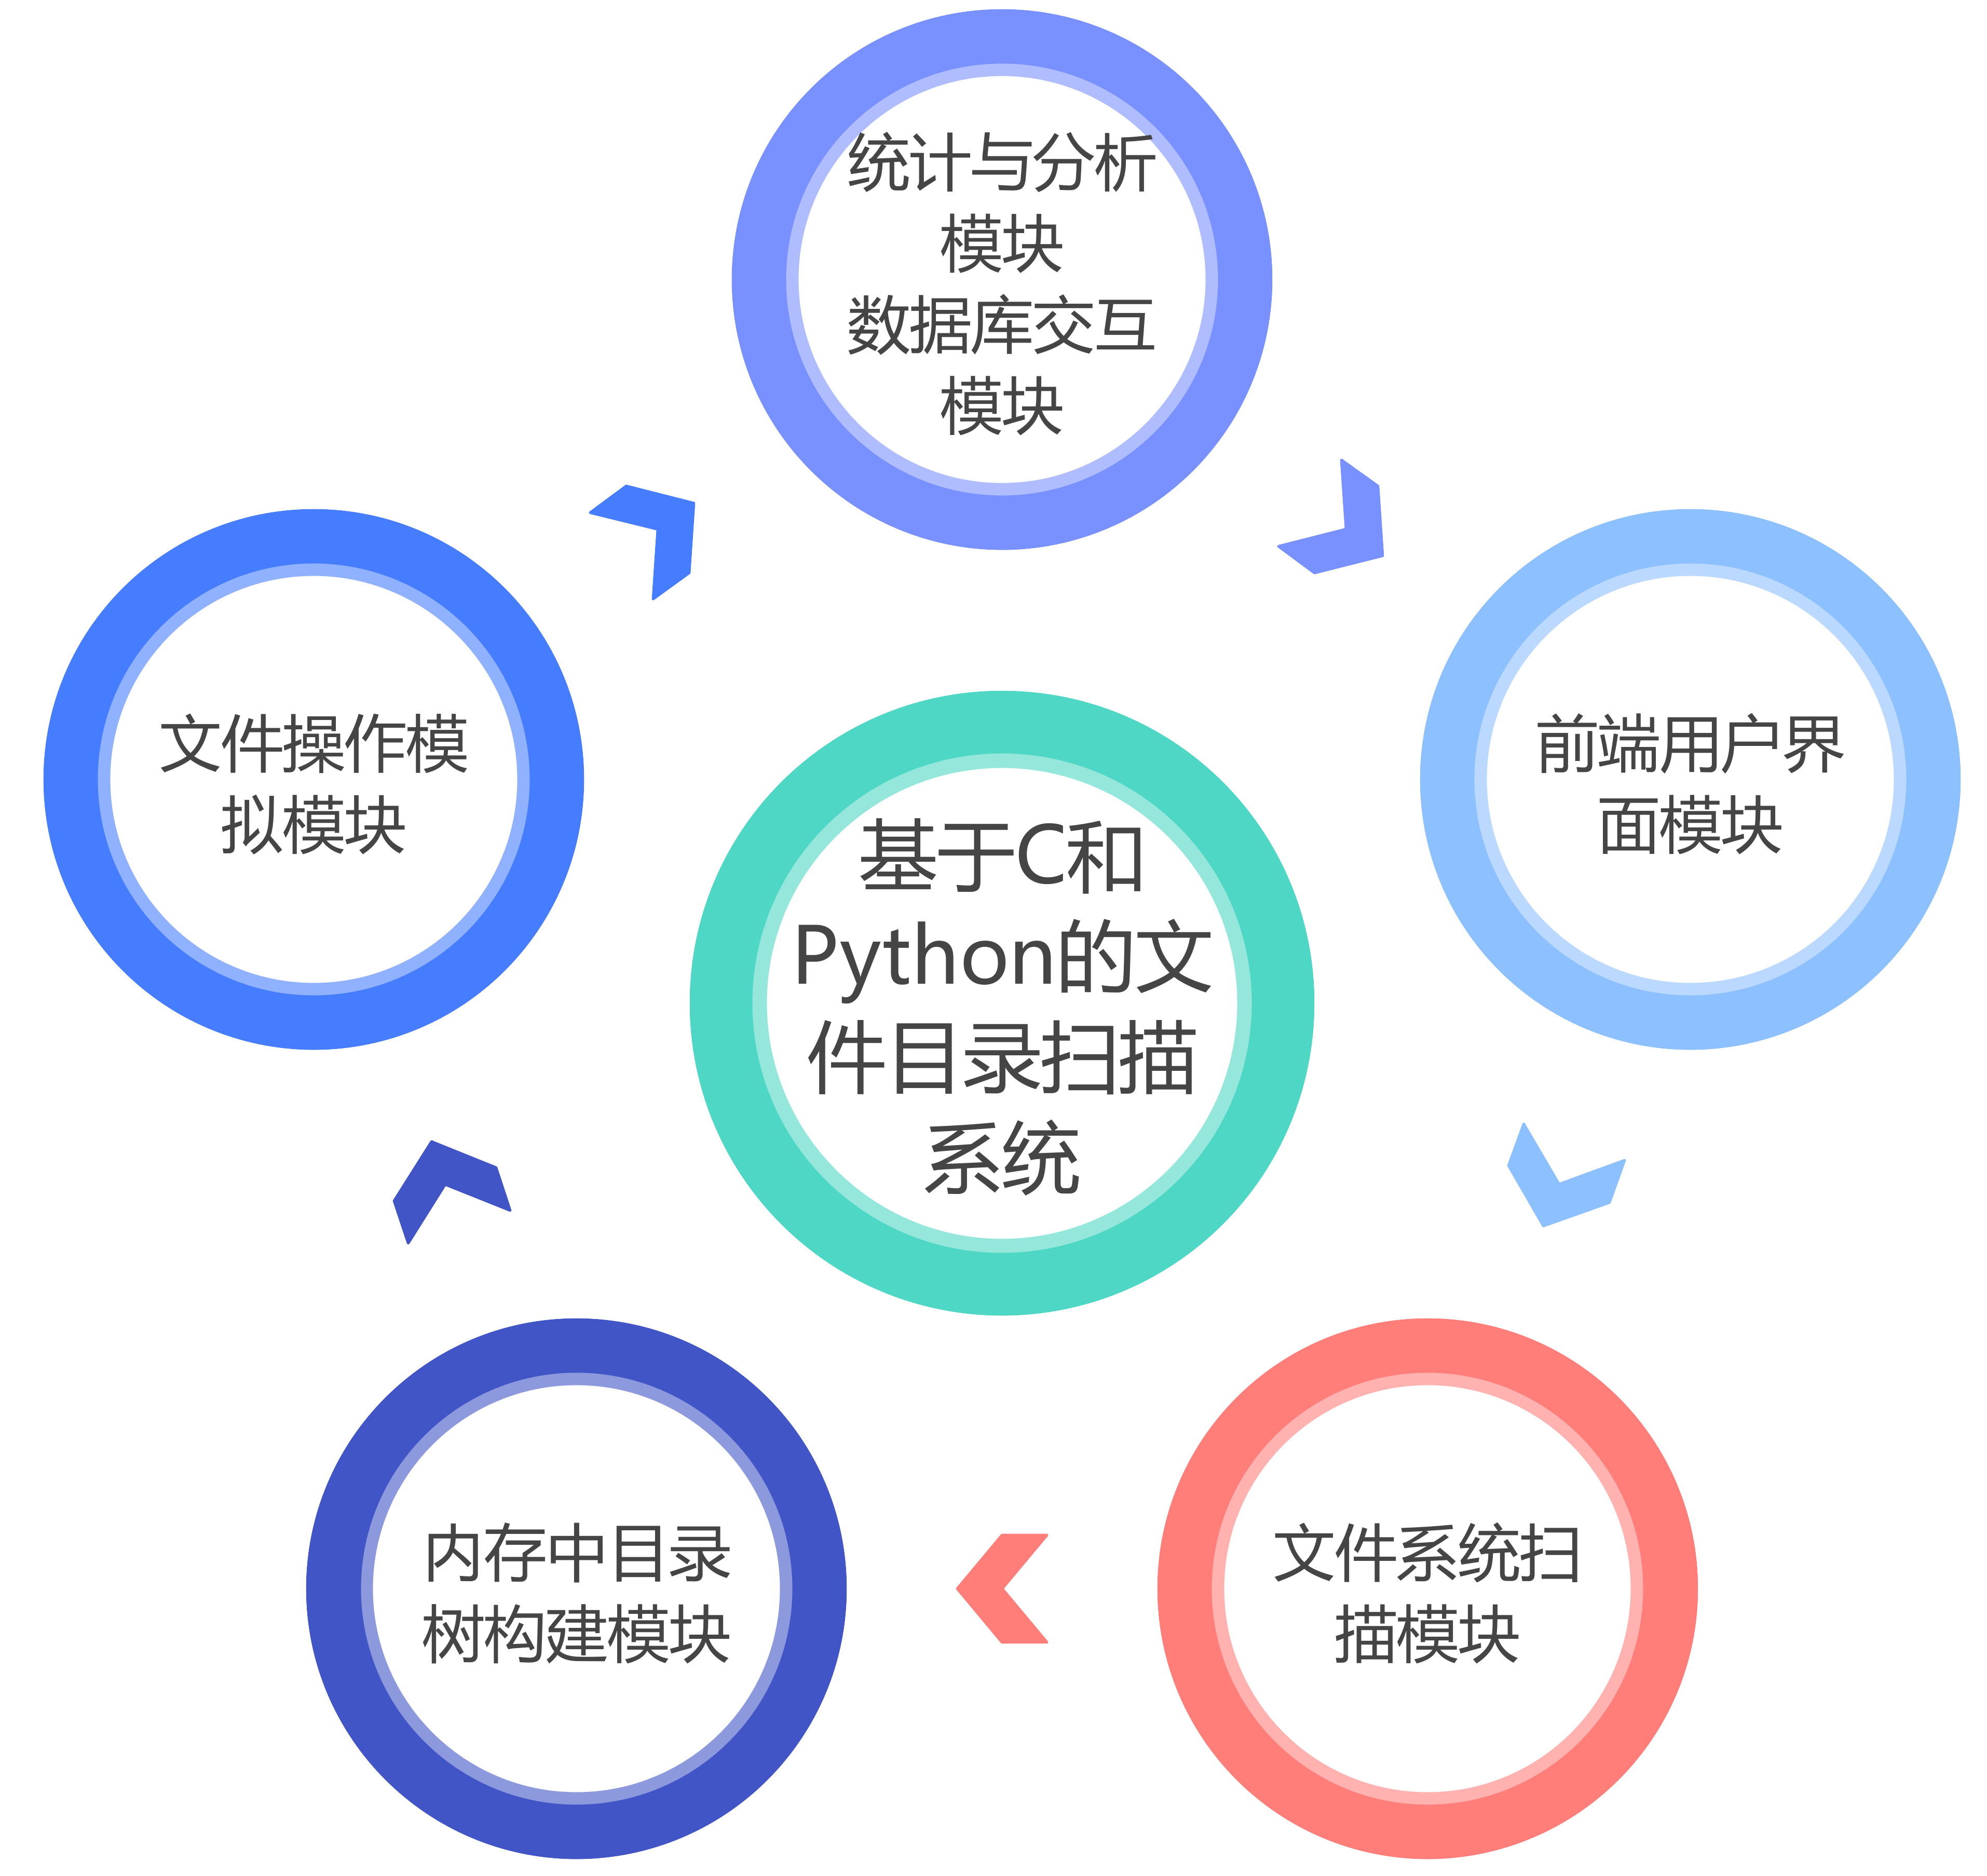 统计与分析
模块
数据库交互
模块
文件操作模
拟模块
前端用户界
面模块
基于C和
Python的文
件目录扫描
系统
内存中目录
树构建模块
文件系统扫
描模块